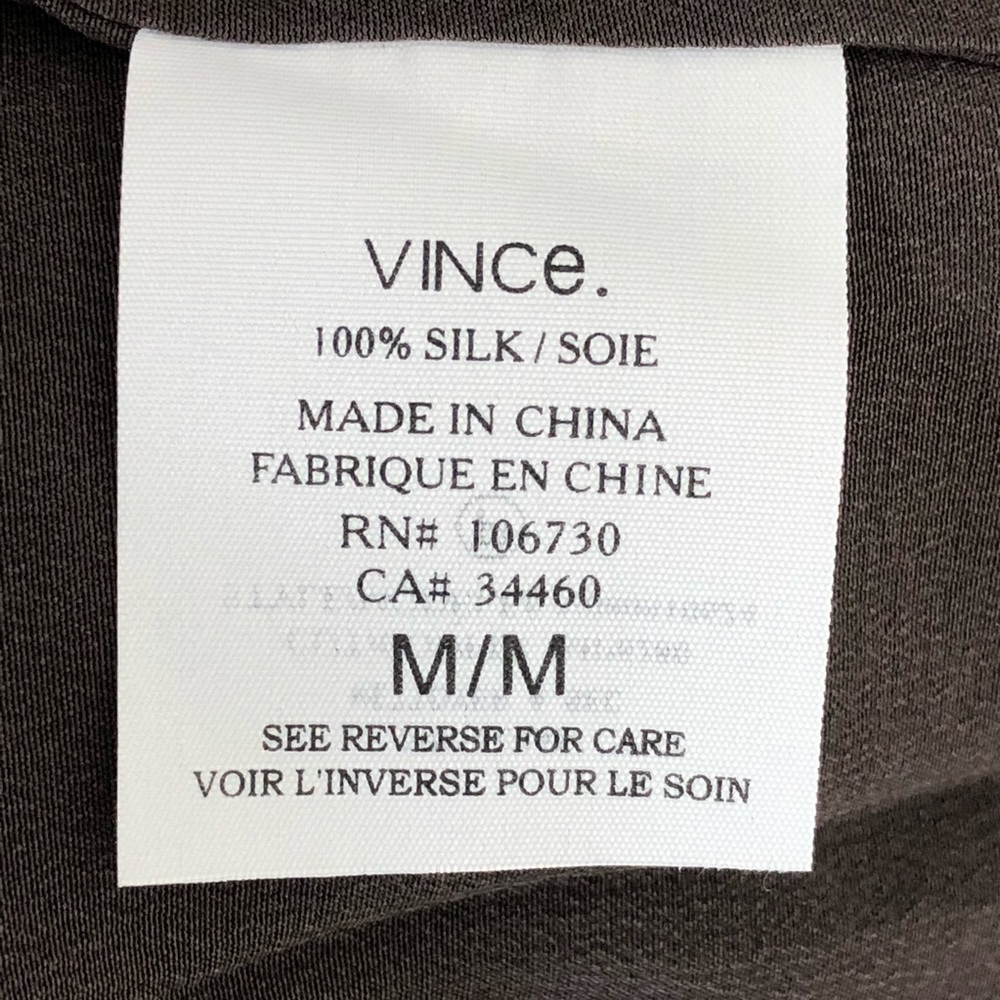 VINCe.
100% SILK / SOIE
MADE IN CHINA
FABRIQUE EN CHINE
RN# 106730
CA# 34460
M/M
SEE REVERSE FOR CARE
VOIR L'INVERSE POUR LE SOIN